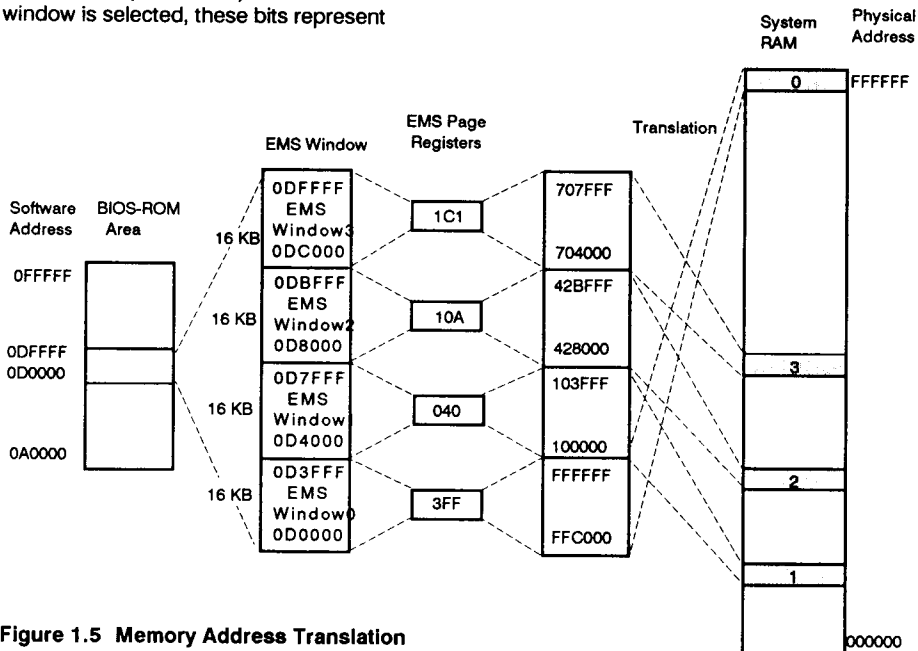 window is selected, these bits represent
System RAM
Physical Address
0
FFFFFF
EMS Window
EMS Page Registers
Translation
Software Address
BIOS-ROM Area
0FFFFF
0DFFFF
0D0000
0A0000
16 KB
0DFFFF
EMS
Window3
0DC000
1C1
707FFF
704000
16 KB
0DBFFF
EMS
Window2
0D8000
10A
42BFFF
428000
16 KB
0D7FFF
EMS
Window1
0D4000
040
103FFF
100000
16 KB
0D3FFF
EMS
Window0
0D0000
3FF
FFFFFF
FFC000
3
2
1
000000
Figure 1.5 Memory Address Translation